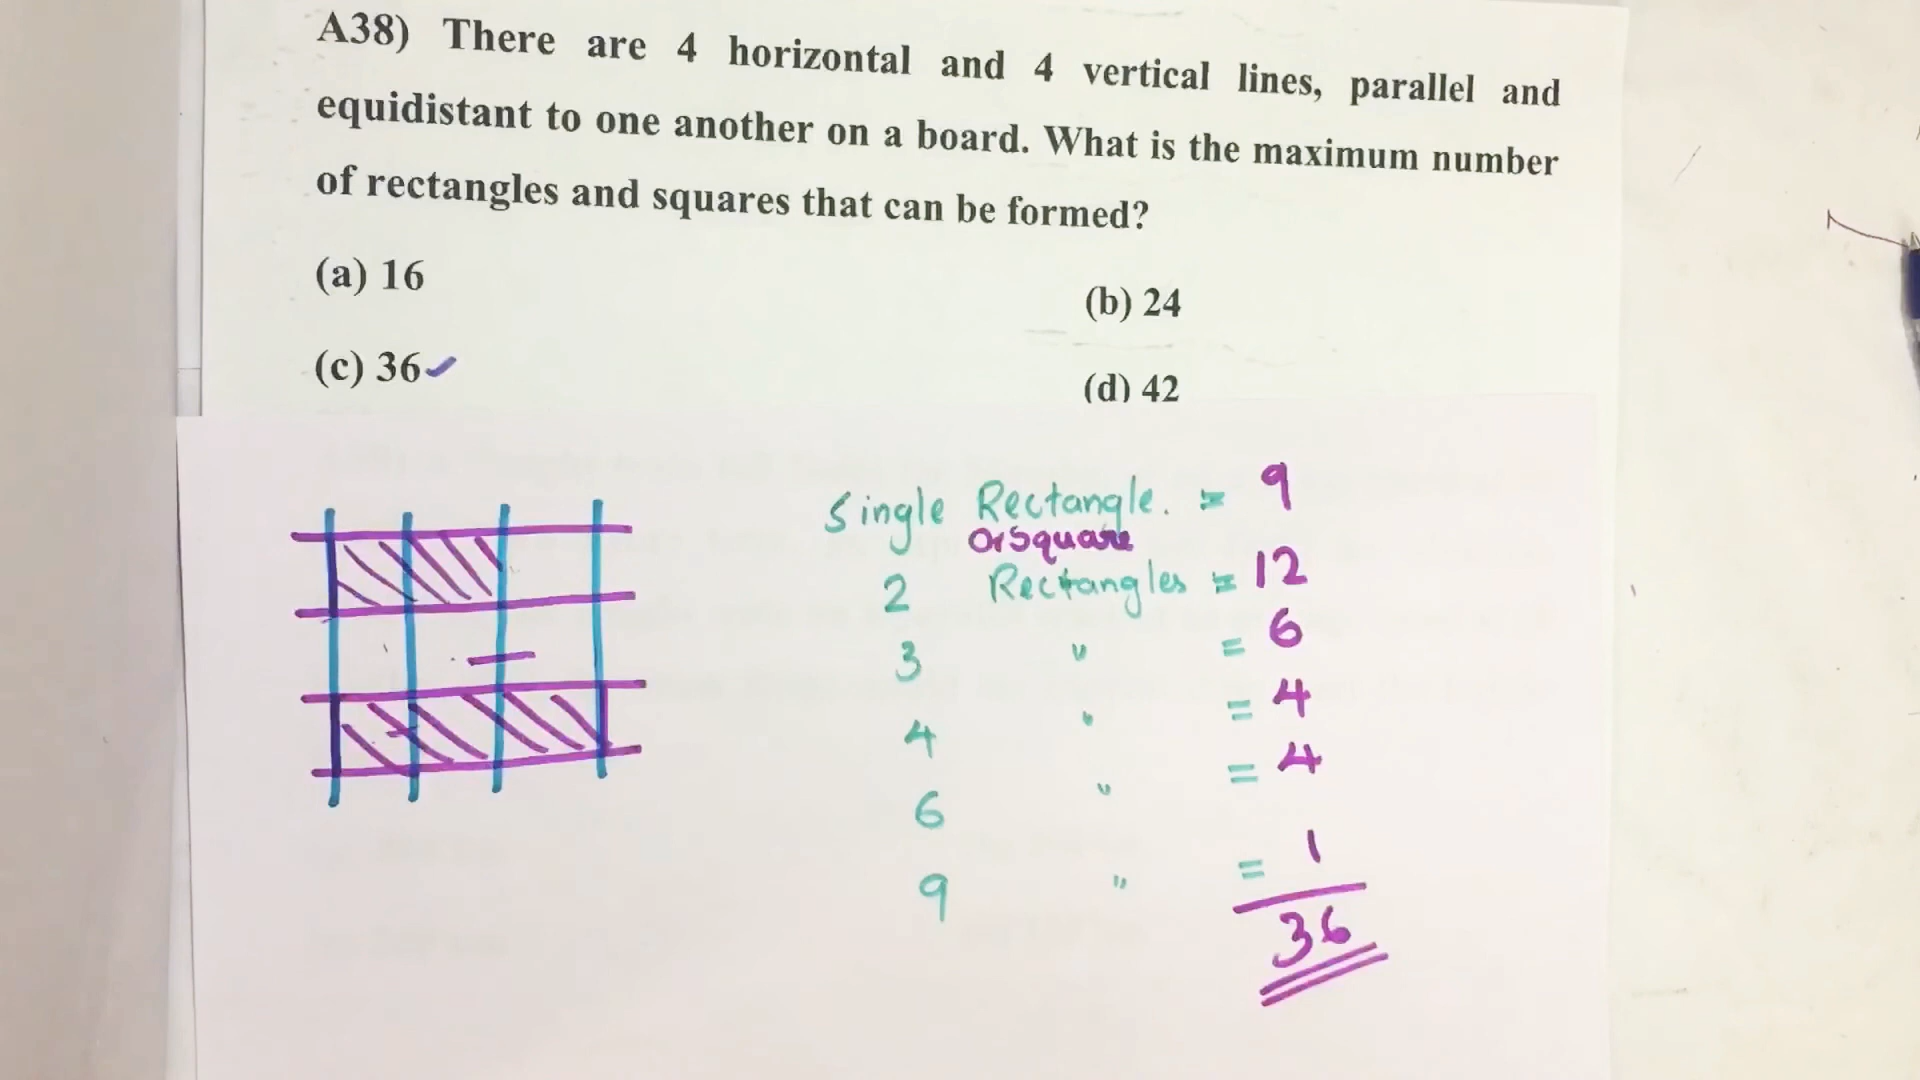 A38) There are 4 horizontal and 4 vertical lines, parallel and
equidistant to one another on a board. What is the maximum number
of rectangles and squares that can be formed?
(a) 16
(b) 24
(c) 36
(d) 42
Single Rectangle. = 9
Or Square
2 Rectangles = 12
3 " = 6
4 " = 4
6 " = 4
9 " = 1
36